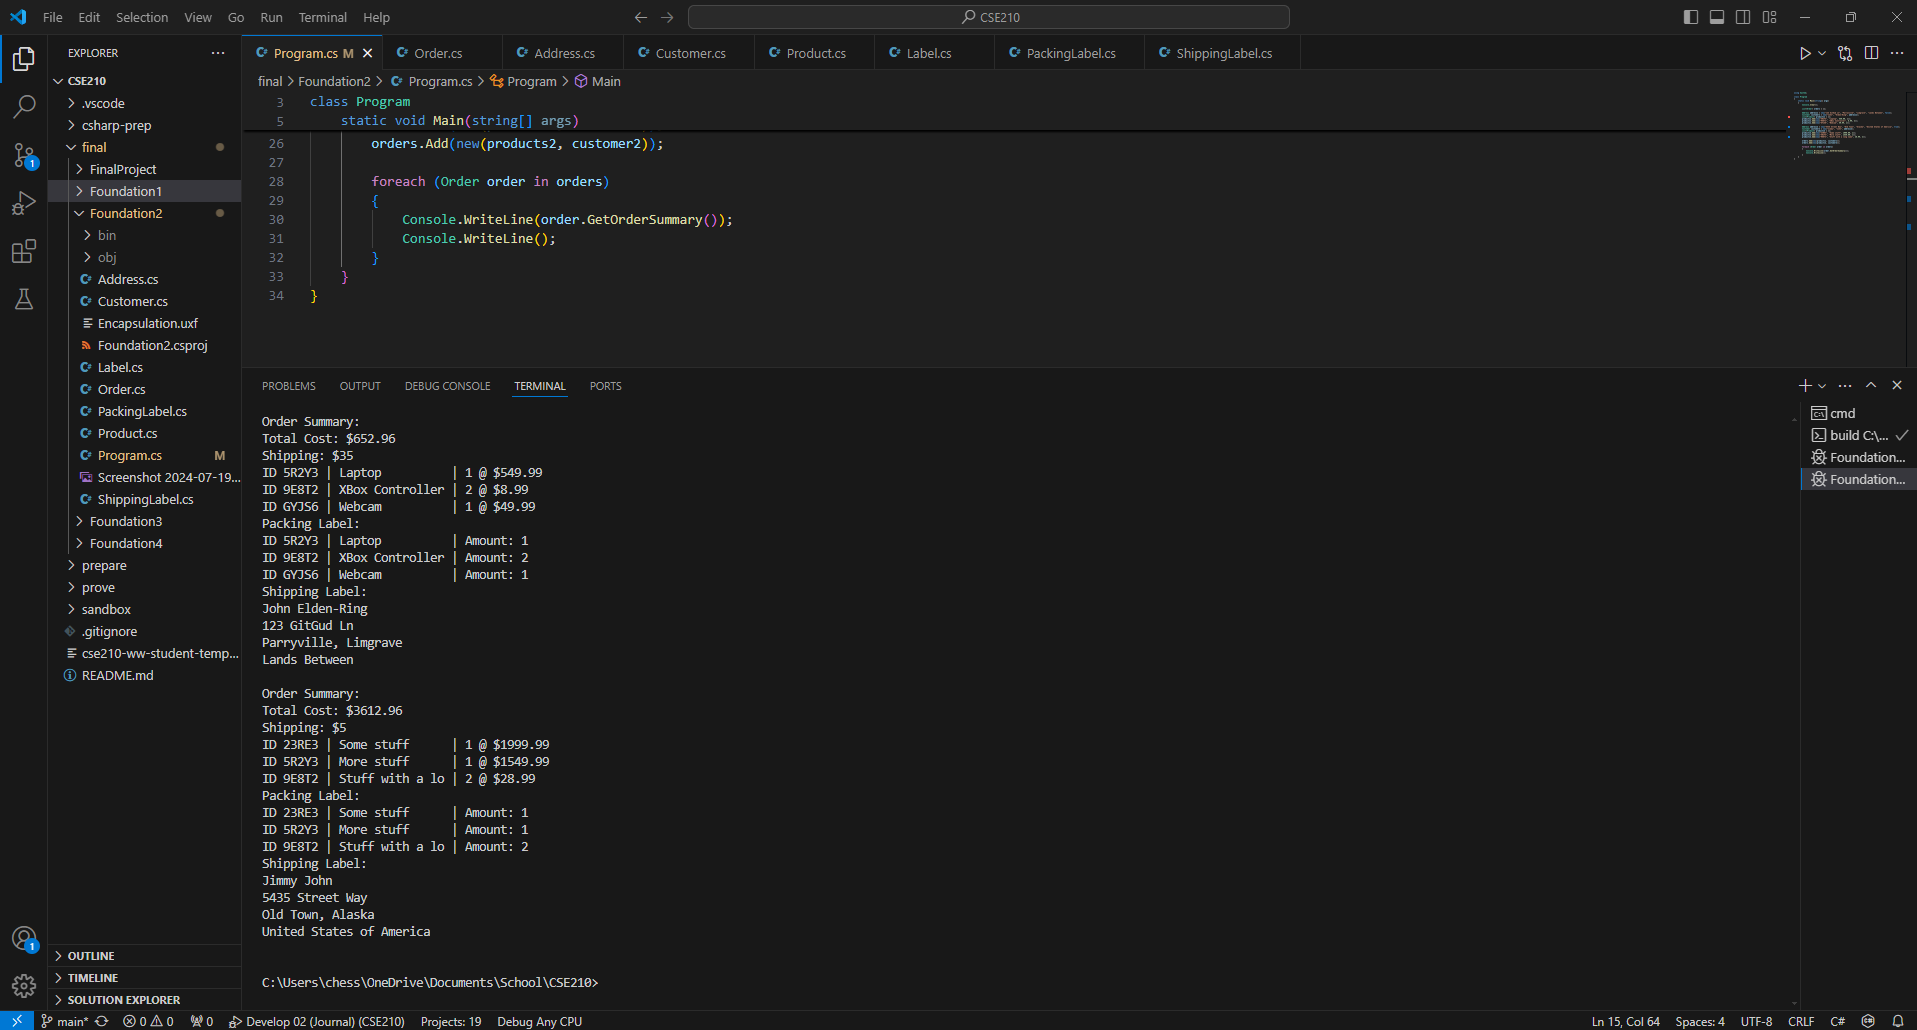 File Edit Selection View Go Run Terminal Help
CSE210
EXPLORER
CSE210
.vscode
csharp-prep
final
FinalProject
Foundation1
Foundation2
bin
obj
Address.cs
Customer.cs
Encapsulation.uxf
Foundation2.csproj
Label.cs
Order.cs
PackingLabel.cs
Product.cs
Program.cs M
Screenshot 2024-07-19...
ShippingLabel.cs
Foundation3
Foundation4
prepare
prove
sandbox
.gitignore
cse210-ww-student-temp...
README.md
OUTLINE
TIMELINE
SOLUTION EXPLORER
1
1
Program.cs M Order.cs Address.cs Customer.cs Product.cs Label.cs PackingLabel.cs ShippingLabel.cs
final > Foundation2 > Program.cs > Program > Main
3 class Program
5 static void Main(string[] args)
26 orders.Add(new(products2, customer2));
27
28 foreach (Order order in orders)
29 {
30 Console.WriteLine(order.GetOrderSummary());
31 Console.WriteLine();
32 }
33 }
34 }
PROBLEMS OUTPUT DEBUG CONSOLE TERMINAL PORTS
Order Summary:
Total Cost: $652.96
Shipping: $35
ID 5R2Y3 | Laptop | 1 @ $549.99
ID 9E8T2 | XBox Controller | 2 @ $8.99
ID GYJS6 | Webcam | 1 @ $49.99
Packing Label:
ID 5R2Y3 | Laptop | Amount: 1
ID 9E8T2 | XBox Controller | Amount: 2
ID GYJS6 | Webcam | Amount: 1
Shipping Label:
John Elden-Ring
123 GitGud Ln
Parryville, Limgrave
Lands Between
Order Summary:
Total Cost: $3612.96
Shipping: $5
ID 23RE3 | Some stuff | 1 @ $1999.99
ID 5R2Y3 | More stuff | 1 @ $1549.99
ID 9E8T2 | Stuff with a lo | 2 @ $28.99
Packing Label:
ID 23RE3 | Some stuff | Amount: 1
ID 5R2Y3 | More stuff | Amount: 1
ID 9E8T2 | Stuff with a lo | Amount: 2
Shipping Label:
Jimmy John
5435 Street Way
Old Town, Alaska
United States of America
C:\Users\chess\OneDrive\Documents\School\CSE210>
cmd
build C:\...
Foundation...
Foundation...
main* 0 0 0 Develop 02 (Journal) (CSE210) Projects: 19 Debug Any CPU Ln 15, Col 64 Spaces: 4 UTF-8 CRLF C#